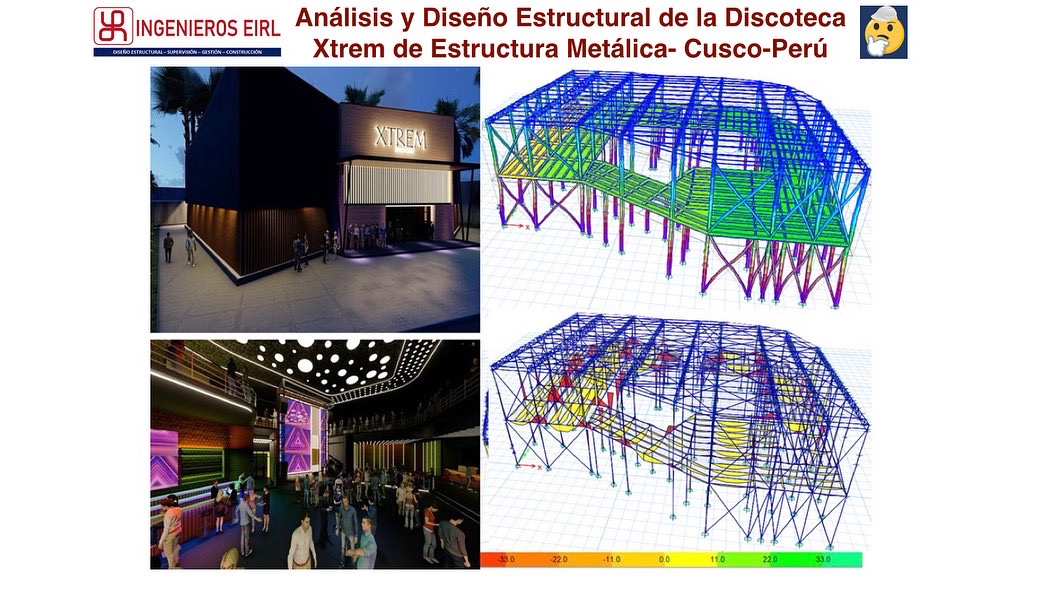 INGENIEROS EIRL
DISEÑO ESTRUCTURAL - SUPERVISIÓN - GESTIÓN - CONSTRUCCIÓN
Análisis y Diseño Estructural de la Discoteca
Xtrem de Estructura Metálica- Cusco-Perú
XTREM
X
X
-33.0 -22.0 -11.0 0.0 11.0 22.0 33.0